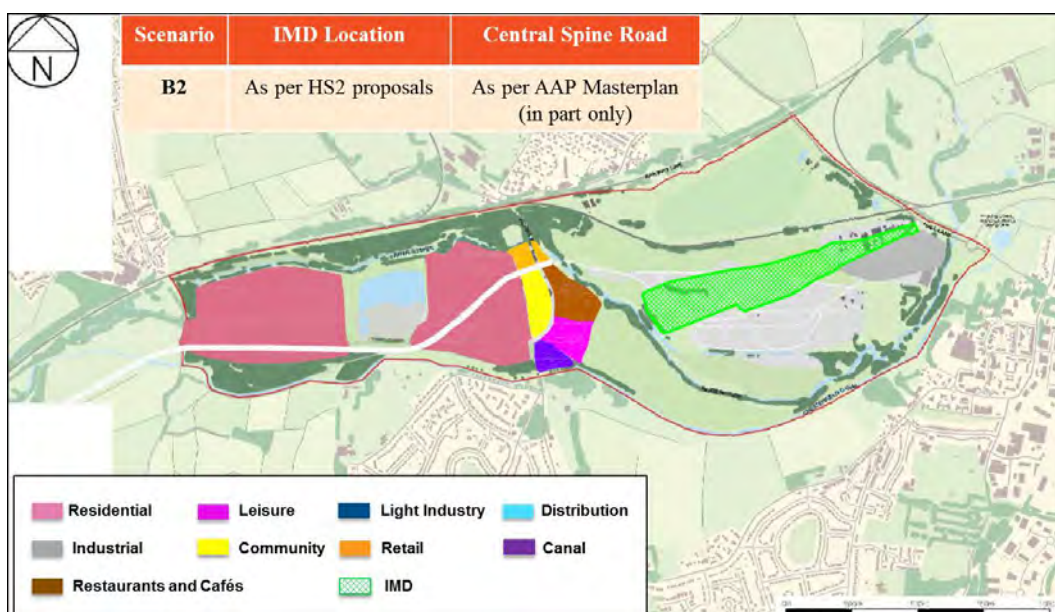 Scenario IMD Location Central Spine Road
B2 As per HS2 proposals As per AAP Masterplan
(in part only)
N
Residential Leisure Light Industry Distribution
Industrial Community Retail Canal
Restaurants and Cafés IMD